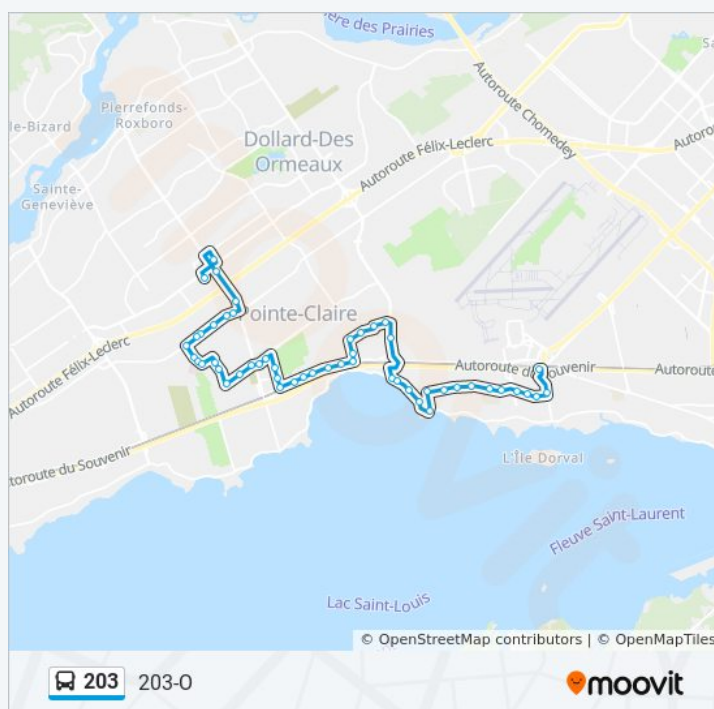 ère des Prairies
Sa
Autoroute Chomedey
Pierrefonds-
Roxboro
le-Bizard
Dollard-Des
Ormeaux
Autoroute Félix-Leclerc
Autorou
Sainte-
Geneviève
Pointe-Claire
Autoroute Félix-Leclerc
Autoroute du Souvenir
Autoroute
Autoroute du Souvenir
L'Île Dorval
Fleuve Saint-Laurent
Lac Saint-Louis
© OpenStreetMap contributors | © OpenMapTiles
203 203-O moovit